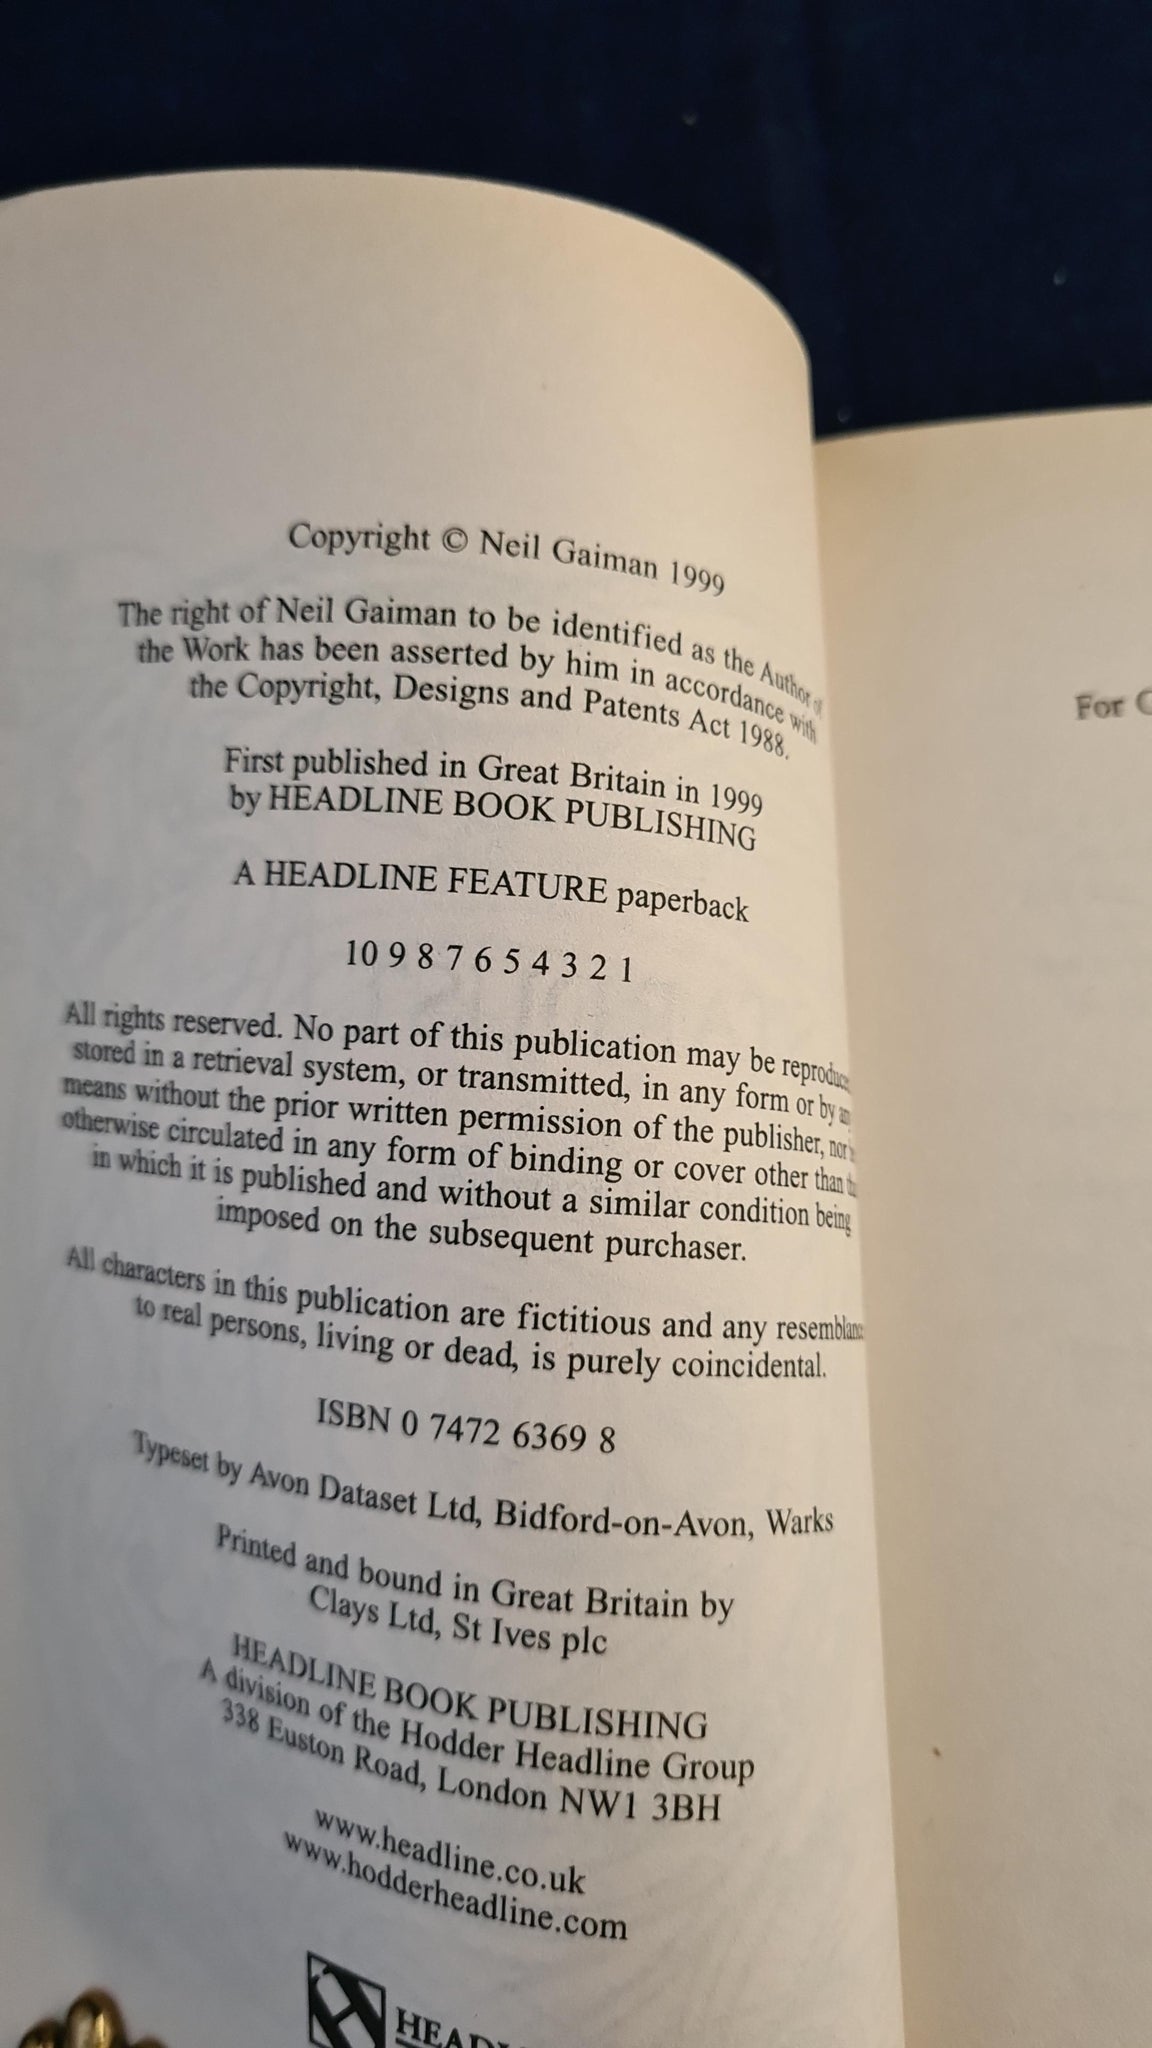 Copyright © Neil Gaiman 1999
The right of Neil Gaiman to be identified as the Author of
the Work has been asserted by him in accordance with
the Copyright, Designs and Patents Act 1988.
First published in Great Britain in 1999
by HEADLINE BOOK PUBLISHING
A HEADLINE FEATURE paperback
10 9 8 7 6 5 4 3 2 1
All rights reserved. No part of this publication may be
stored in a retrieval system, or transmitted, in any form or by
means without the prior written permission of the publisher, nor
otherwise circulated in any form of binding or cover other than
in which it is published and without a similar condition being
imposed on the subsequent purchaser.
All characters in this publication are fictitious and any
to real persons, living or dead, is purely coincidental.
ISBN 0 7472 6369 8
Typeset by Avon Dataset Ltd, Bidford-on-Avon, Warks
Printed and bound in Great Britain by
Clays Ltd, St Ives plc
HEADLINE BOOK PUBLISHING
A division of the Hodder Headline Group
338 Euston Road, London NW1 3BH
www.headline.co.uk
www.hodderheadline.com
For